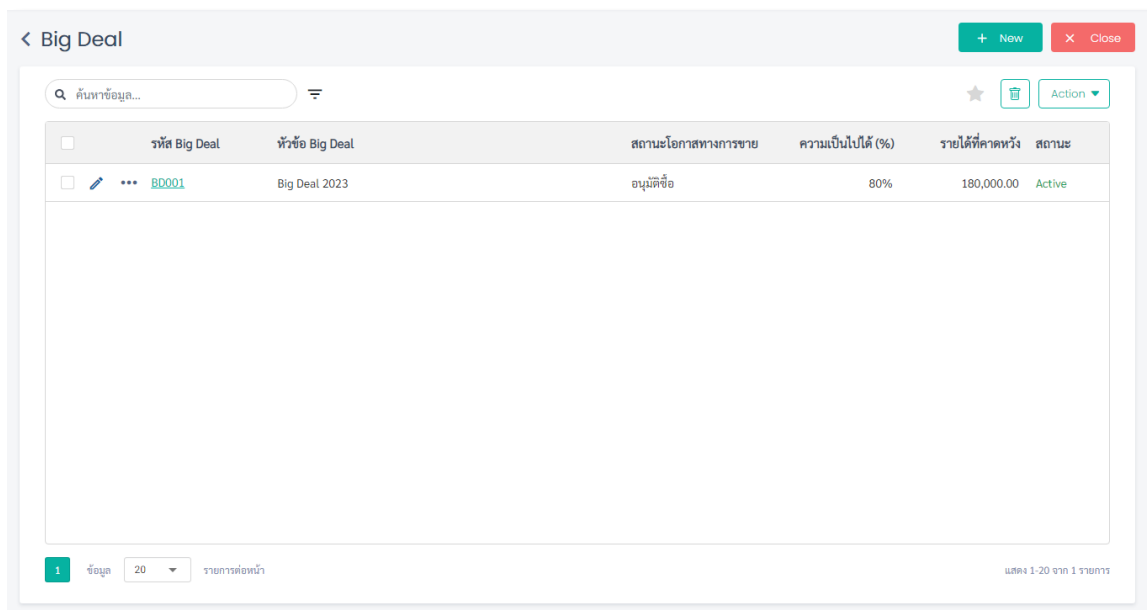 Big Deal
+ New
× Close
ค้นหาข้อมูล...
Action
รหัส Big Deal หัวข้อ Big Deal สถานะโอกาสทางการขาย ความเป็นไปได้ (%) รายได้ที่คาดหวัง สถานะ
BD001 Big Deal 2023 อนุมัติซื้อ 80% 180,000.00 Active
1 ข้อมูล 20 รายการต่อหน้า แสดง 1-20 จาก 1 รายการ